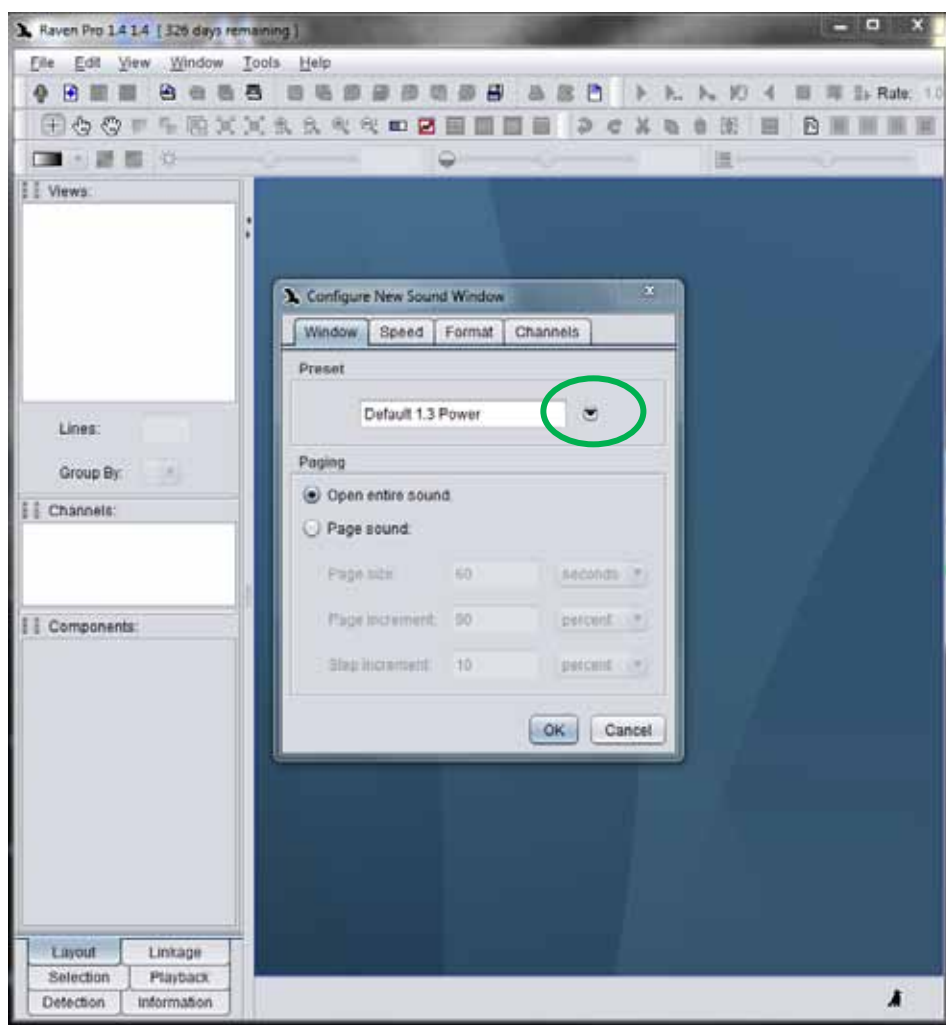 Raven Pro 1.4 1.4 [ 326 days remaining ]
File Edit View Window Tools Help
Rate: 1.0
Views:
Configure New Sound Window
Window Speed Format Channels
Preset
Default 1.3 Power
Lines:
Group By:
Paging
Open entire sound.
Page sound:
Channels:
Page size: 60 seconds
Page increment: 90 percent
Components:
Step increment: 10 percent
OK Cancel
Layout Linkage
Selection Playback
Detection Information